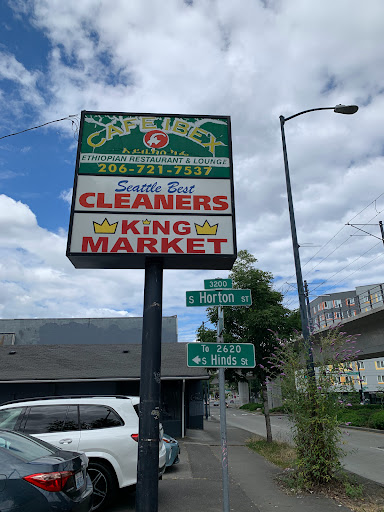 CAFE IBEX
ETHIOPIAN RESTAURANT & LOUNGE
206-721-7537
Seattle Best
CLEANERS
KING
MARKET
3200
S HORTON ST
To 2620
S Hinds St